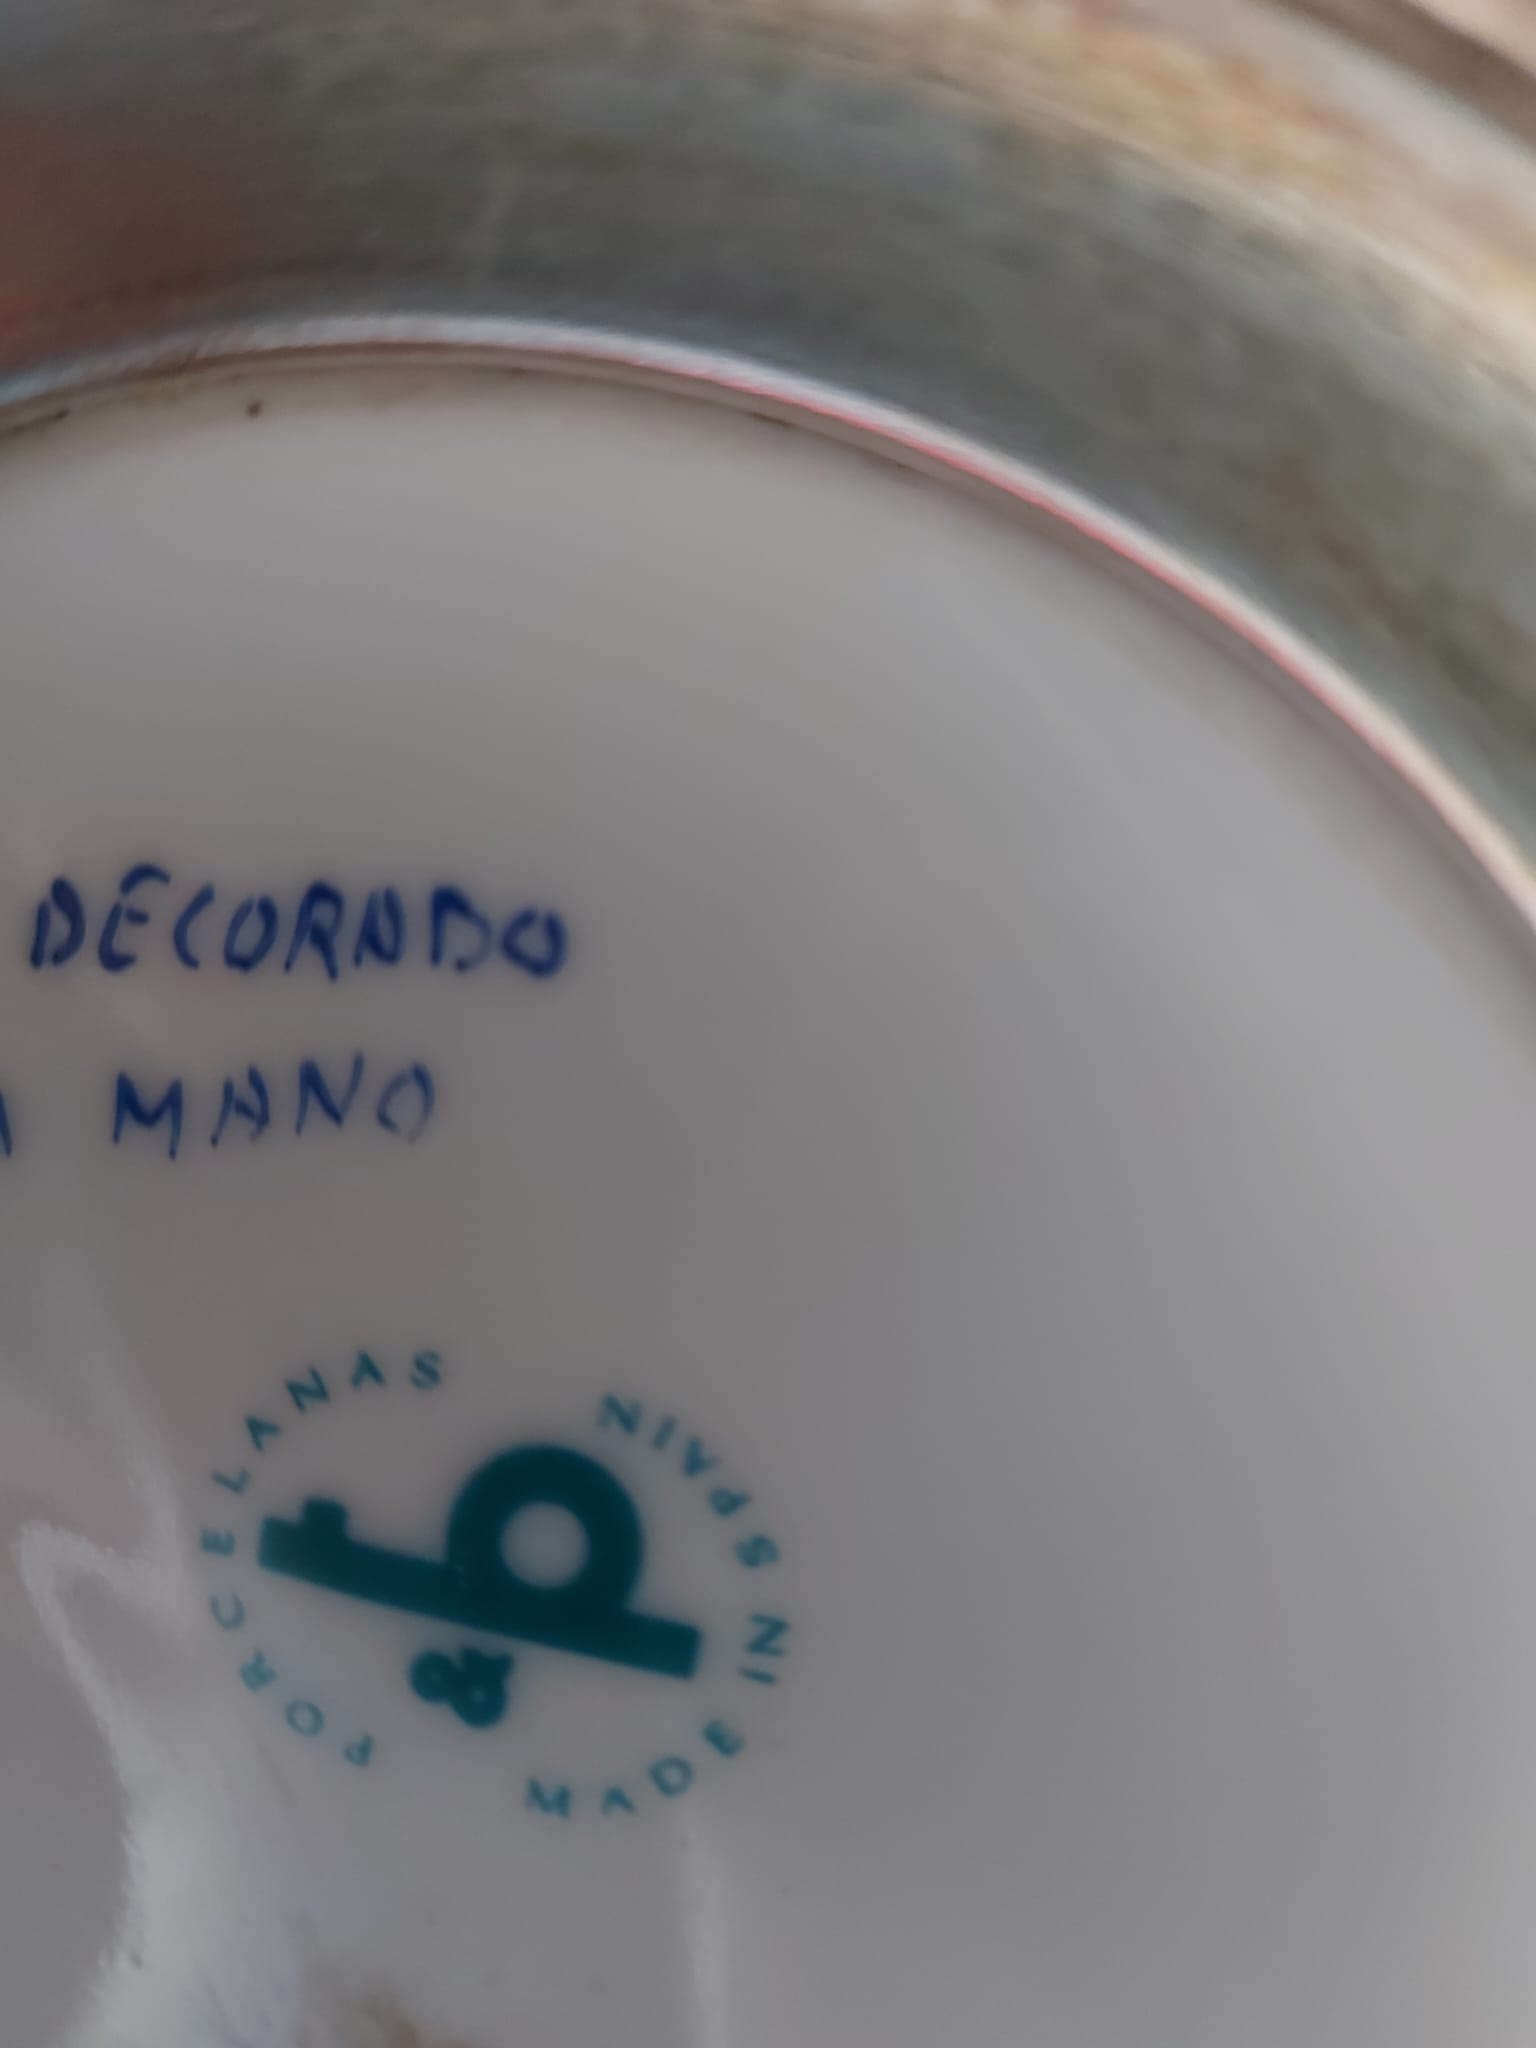 DECORADO
A MANO
PORCELANAS
&
MADE IN SPAIN